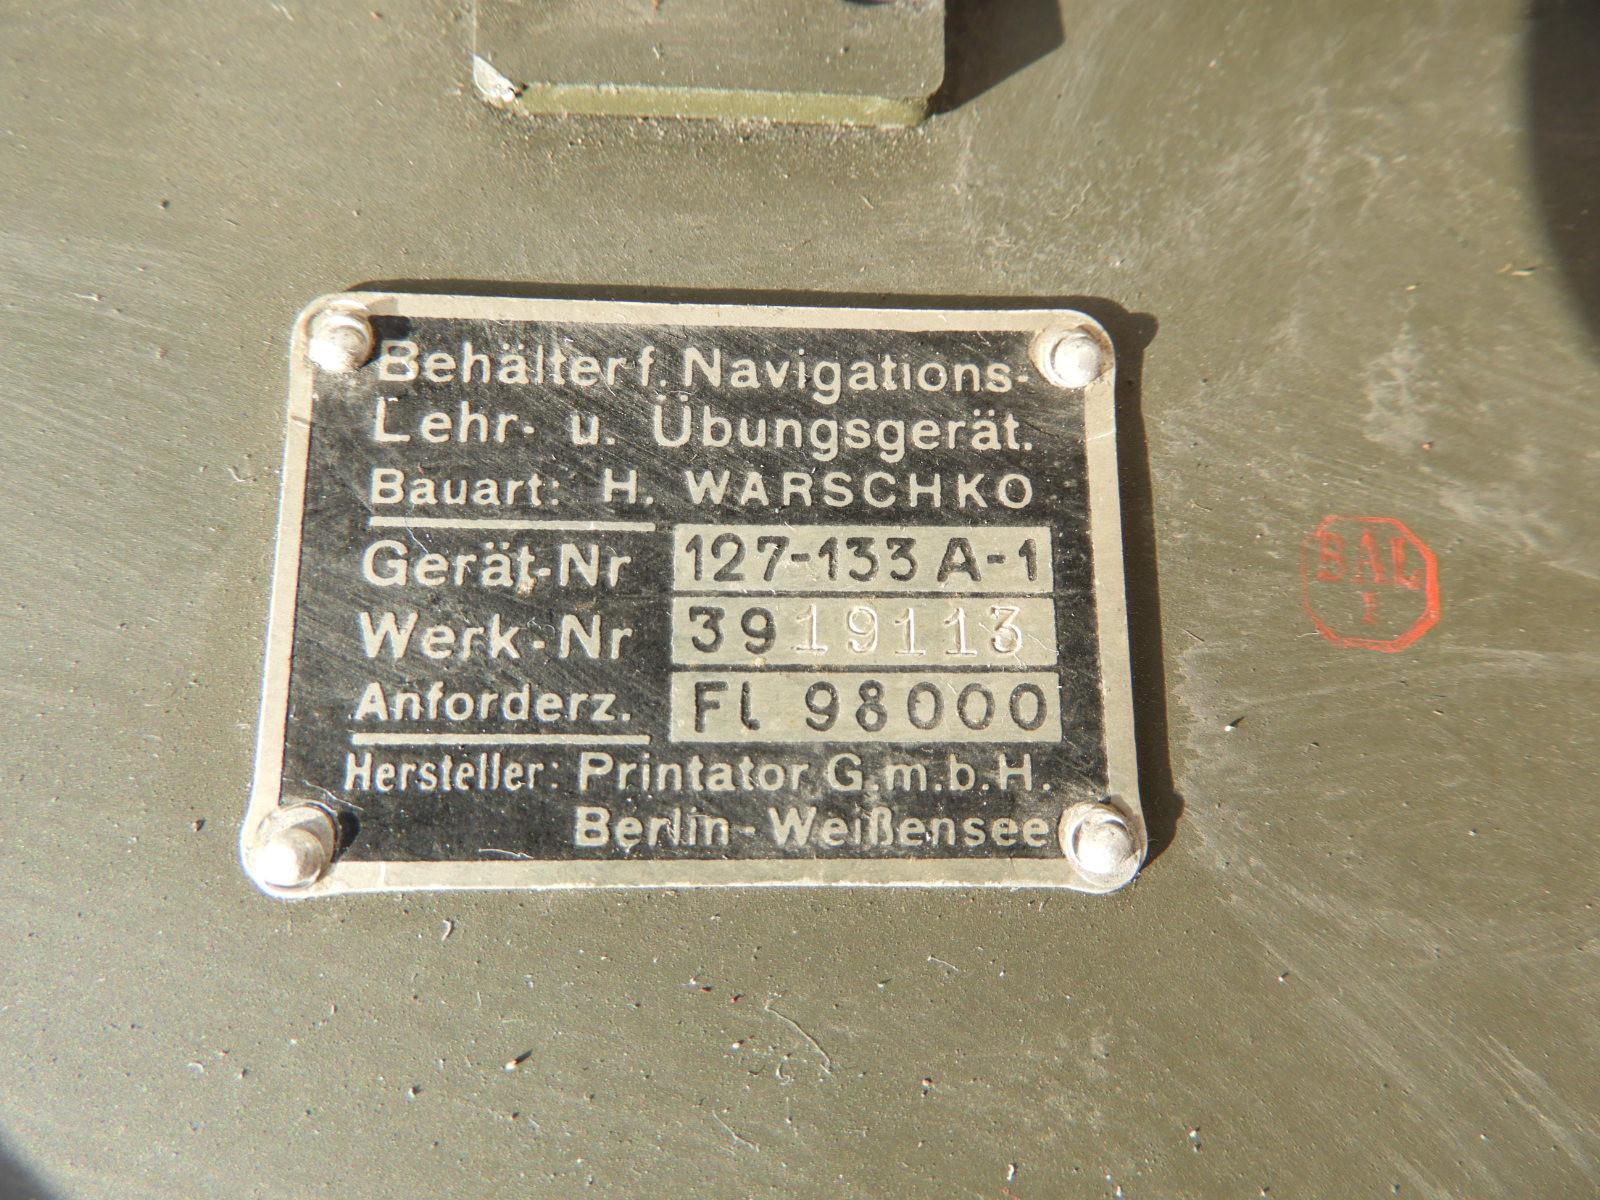 Behälter f. Navigations-
Lehr- u. Übungsgerät.
Bauart: H. WARSCHKO
Gerät-Nr 127-133 A-1
Werk-Nr 3919113
Anforderz. Fl 98000
Hersteller: Printator G.m.b.H.
Berlin-Weißensee
BAL